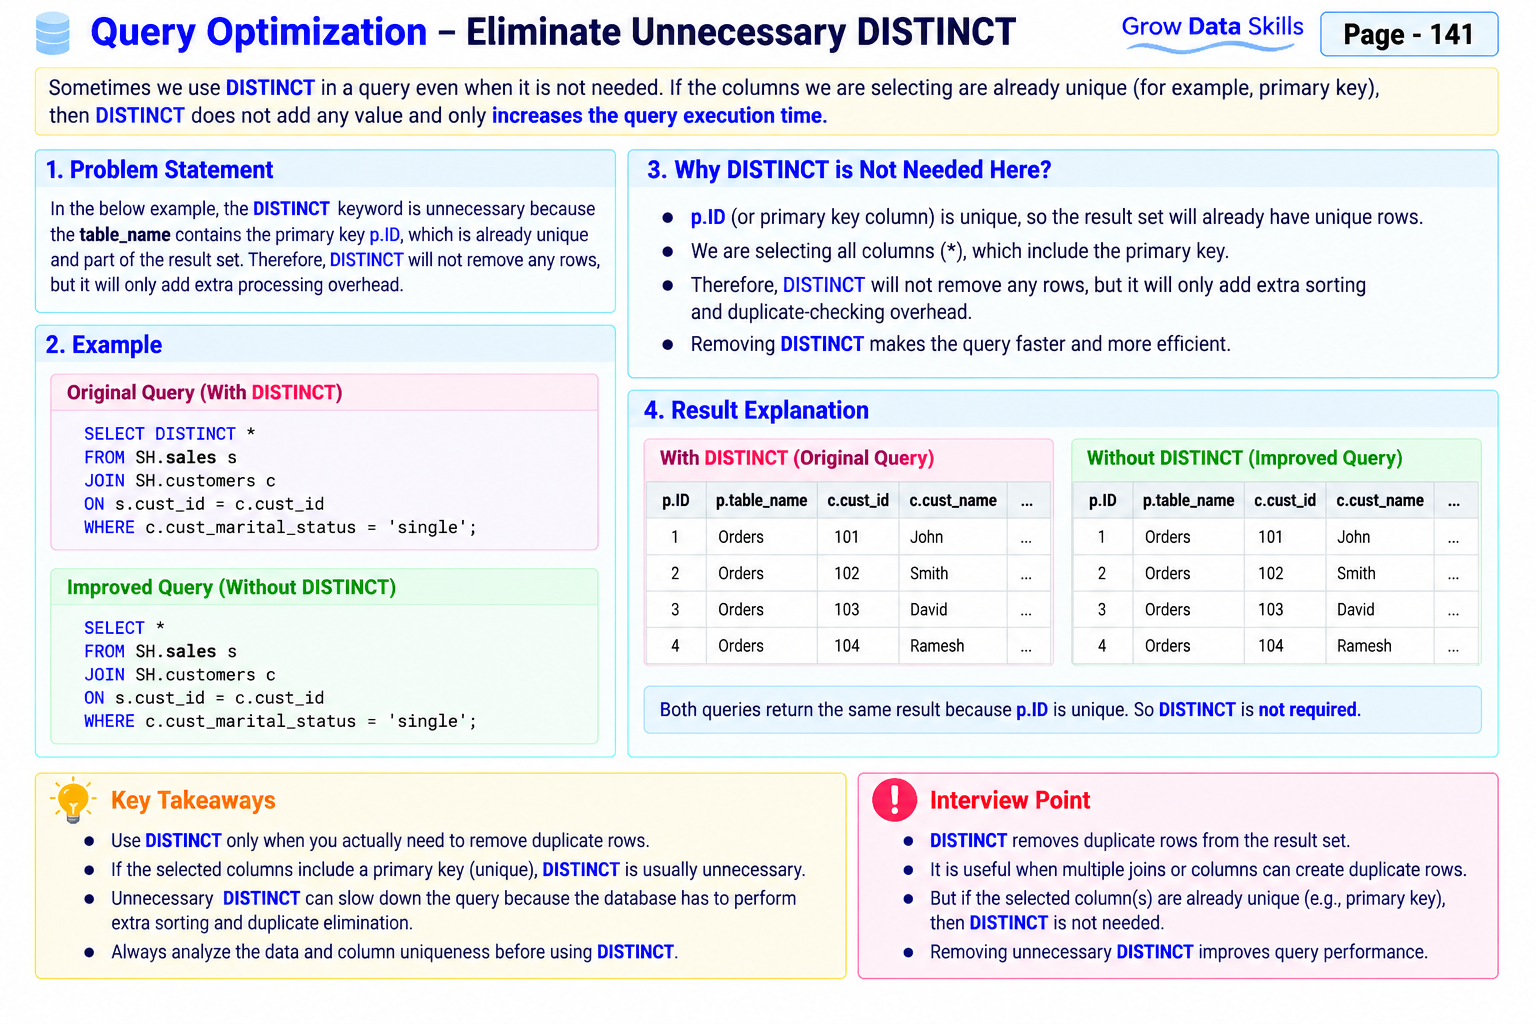 Query Optimization – Eliminate Unnecessary DISTINCT
Grow Data Skills
Page - 141
Sometimes we use DISTINCT in a query even when it is not needed. If the columns we are selecting are already unique (for example, primary key),
then DISTINCT does not add any value and only increases the query execution time.
1. Problem Statement
In the below example, the DISTINCT keyword is unnecessary because
the table_name contains the primary key p.ID, which is already unique
and part of the result set. Therefore, DISTINCT will not remove any rows,
but it will only add extra processing overhead.
2. Example
Original Query (With DISTINCT)
SELECT DISTINCT *
FROM SH.sales s
JOIN SH.customers c
ON s.cust_id = c.cust_id
WHERE c.cust_marital_status = 'single';
Improved Query (Without DISTINCT)
SELECT *
FROM SH.sales s
JOIN SH.customers c
ON s.cust_id = c.cust_id
WHERE c.cust_marital_status = 'single';
3. Why DISTINCT is Not Needed Here?
● p.ID (or primary key column) is unique, so the result set will already have unique rows.
● We are selecting all columns (*), which include the primary key.
● Therefore, DISTINCT will not remove any rows, but it will only add extra sorting
and duplicate-checking overhead.
● Removing DISTINCT makes the query faster and more efficient.
4. Result Explanation
With DISTINCT (Original Query)
p.ID p.table_name c.cust_id c.cust_name ...
1 Orders 101 John ...
2 Orders 102 Smith ...
3 Orders 103 David ...
4 Orders 104 Ramesh ...
Without DISTINCT (Improved Query)
p.ID p.table_name c.cust_id c.cust_name ...
1 Orders 101 John ...
2 Orders 102 Smith ...
3 Orders 103 David ...
4 Orders 104 Ramesh ...
Both queries return the same result because p.ID is unique. So DISTINCT is not required.
Key Takeaways
● Use DISTINCT only when you actually need to remove duplicate rows.
● If the selected columns include a primary key (unique), DISTINCT is usually unnecessary.
● Unnecessary DISTINCT can slow down the query because the database has to perform
extra sorting and duplicate elimination.
● Always analyze the data and column uniqueness before using DISTINCT.
Interview Point
● DISTINCT removes duplicate rows from the result set.
● It is useful when multiple joins or columns can create duplicate rows.
● But if the selected column(s) are already unique (e.g., primary key),
then DISTINCT is not needed.
● Removing unnecessary DISTINCT improves query performance.